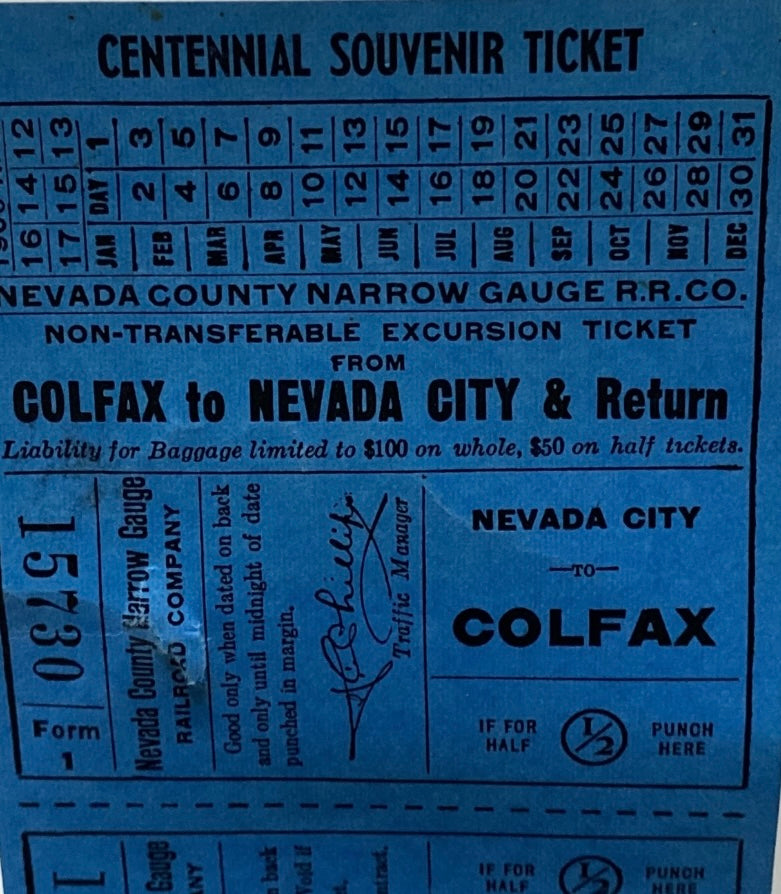 CENTENNIAL SOUVENIR TICKET
12 13 1 3 5 7 9 11 13 15 17 19 21 23 25 27 29 31
14 15 DAY 2 4 6 8 10 12 14 16 18 20 22 24 26 28 30
16 17 JAN FEB MAR APR MAY JUN JUL AUG SEP OCT NOV DEC
NEVADA COUNTY NARROW GAUGE R.R.CO.
NON-TRANSFERABLE EXCURSION TICKET
FROM
COLFAX to NEVADA CITY & Return
Liability for Baggage limited to $100 on whole, $50 on half tickets.
15730
Form
1
Nevada County Narrow Gauge
RAILROAD COMPANY
Good only when dated on back
and only until midnight of date
punched in margin.
Traffic Manager
NEVADA CITY
—TO—
COLFAX
IF FOR
HALF
1/2
PUNCH
HERE
1
Gauge
back
Void if
IF FOR
HALF
1/2
PUNCH
HERE